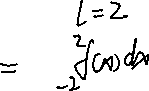 l = 2
= ∫_{-2}^{2} f(x) dx